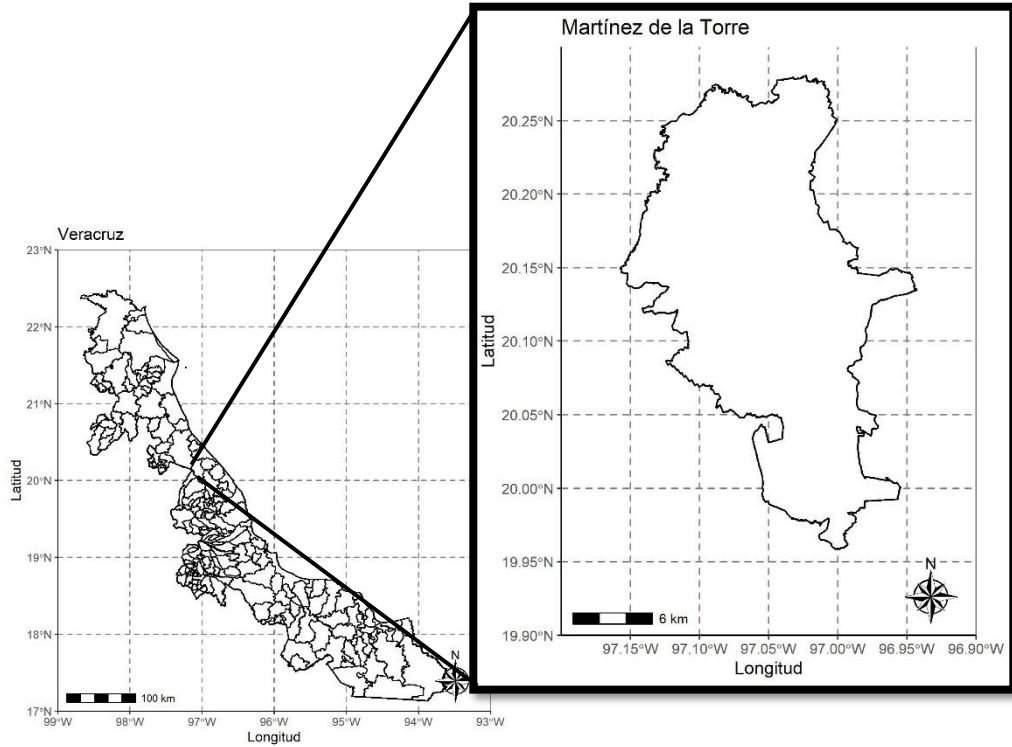 Martínez de la Torre
20.25°N
20.20°N
20.15°N
20.10°N
20.05°N
20.00°N
19.95°N
19.90°N
Latitud
N
6 km
97.15°W 97.10°W 97.05°W 97.00°W 96.95°W 96.90°W
Longitud
Veracruz
23°N
22°N
21°N
20°N
19°N
18°N
17°N
Latitud
N
100 km
99°W 98°W 97°W 96°W 95°W 94°W 93°W
Longitud